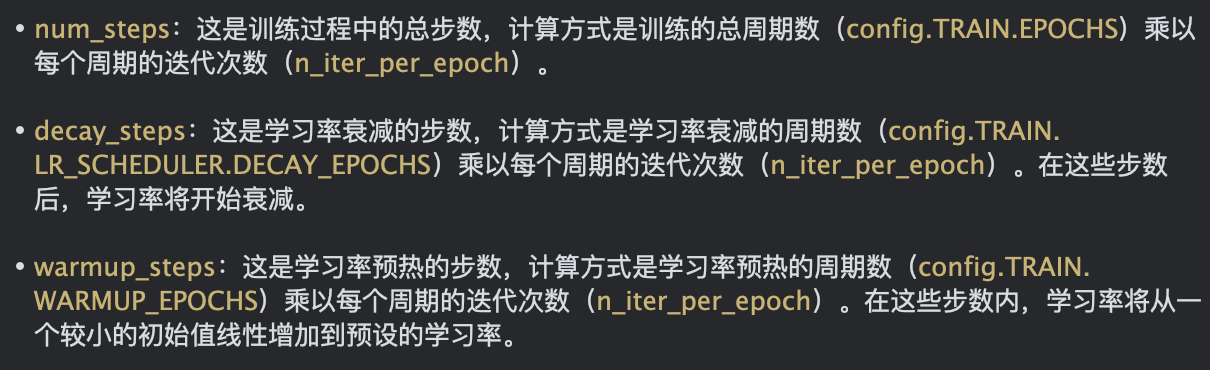 • num_steps：这是训练过程中的总步数，计算方式是训练的总周期数（config.TRAIN.EPOCHS）乘以
每个周期的迭代次数（n_iter_per_epoch）。
• decay_steps：这是学习率衰减的步数，计算方式是学习率衰减的周期数（config.TRAIN.
LR_SCHEDULER.DECAY_EPOCHS）乘以每个周期的迭代次数（n_iter_per_epoch）。在这些步数
后，学习率将开始衰减。
• warmup_steps：这是学习率预热的步数，计算方式是学习率预热的周期数（config.TRAIN.
WARMUP_EPOCHS）乘以每个周期的迭代次数（n_iter_per_epoch）。在这些步数内，学习率将从一
个较小的初始值线性增加到预设的学习率。